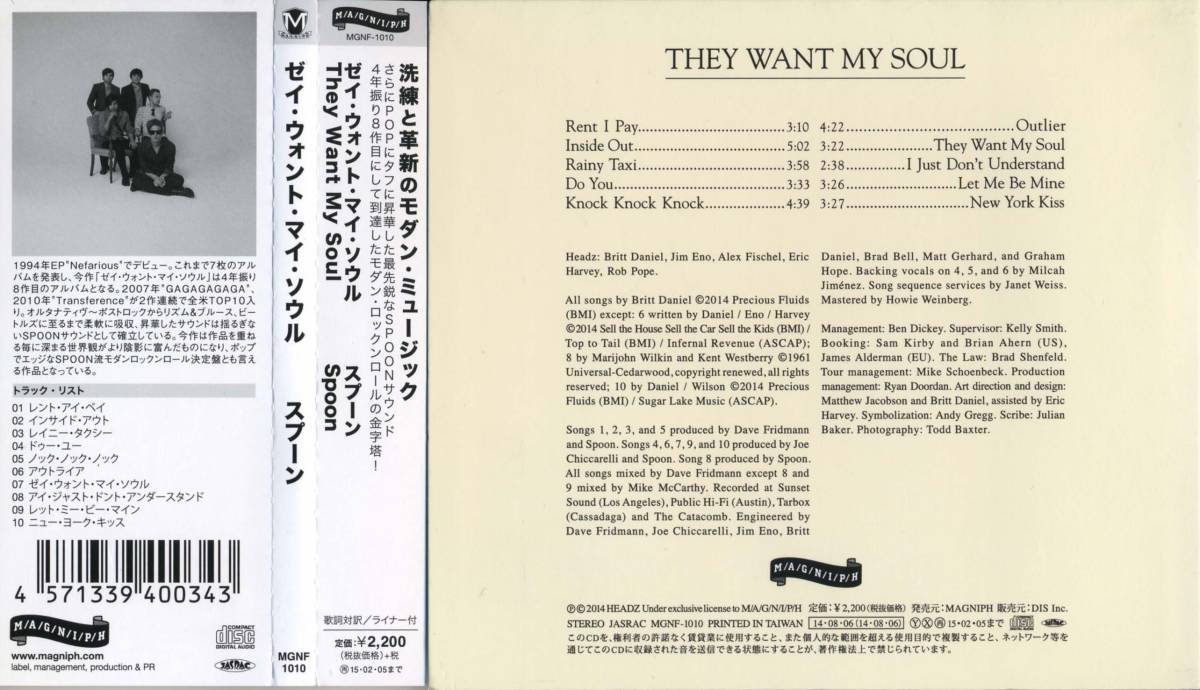 1994年EP"Nefarious"でデビュー。これまで7枚のアル
バムを発表し、今作「ゼイ・ウォント・マイ・ソウル」は4年振り
8作目のアルバムとなる。2007年"GAGAGAGAGA"、
2010年"Transference"が2作連続で全米TOP10入
り。オルタナティヴ〜ポストロックからリズム&ブルース、ビー
トルズに至るまで柔軟に吸収、昇華したサウンドは揺るぎな
いSPOONサウンドとして確立している。今作は作品を重ねる
毎に深まる世界観がより陰影に富んだものになり、ポップ
でエッジなSPOON流モダンロックンロール決定盤とも言え
る作品となっている。
トラック・リスト
01 レント・アイ・ペイ
02 インサイド・アウト
03 レイニー・タクシー
04 ドゥー・ユー
05 ノック・ノック・ノック
06 アウトライア
07 ゼイ・ウォント・マイ・ソウル
08 アイ・ジャスト・ドント・アンダースタンド
09 レット・ミー・ビー・マイン
10 ニュー・ヨーク・キッス
4 571339 400343
M/A/G/N/I/P/H
www.magniph.com
label, management, production & PR
COMPACT disc DIGITAL AUDIO
JASRAC
M
MAGNIPH
ゼイ・ウォント・マイ・ソウル スプーン
MGNF
1010
M/A/G/N/I/P/H
MGNF-1010
洗練と革新のモダン・ミュージック
さらにPOPにタフに昇華した最先鋭なSPOONサウンド
4年振り8作目にして到達したモダン・ロックンロールの金字塔!
ゼイ・ウォント・マイ・ソウル スプーン
They Want My Soul Spoon
歌詞対訳/ライナー付
定価:¥2,200
(税抜価格)+税
再15・02・05まで
THEY WANT MY SOUL
Rent I Pay...3:10
Inside Out...5:02
Rainy Taxi...3:58
Do You...3:33
Knock Knock Knock...4:39
4:22...Outlier
3:22...They Want My Soul
2:38...I Just Don't Understand
3:26...Let Me Be Mine
3:27...New York Kiss
Headz: Britt Daniel, Jim Eno, Alex Fischel, Eric
Harvey, Rob Pope.
All songs by Britt Daniel ©2014 Precious Fluids
(BMI) except: 6 written by Daniel / Eno / Harvey
©2014 Sell the House Sell the Car Sell the Kids (BMI) /
Top to Tail (BMI) / Infernal Revenue (ASCAP);
8 by Marijohn Wilkin and Kent Westberry ©1961
Universal-Cedarwood, copyright renewed, all rights
reserved; 10 by Daniel / Wilson ©2014 Precious
Fluids (BMI) / Sugar Lake Music (ASCAP).
Songs 1, 2, 3, and 5 produced by Dave Fridmann
and Spoon. Songs 4, 6, 7, 9, and 10 produced by Joe
Chiccarelli and Spoon. Song 8 produced by Spoon.
All songs mixed by Dave Fridmann except 8 and
9 mixed by Mike McCarthy. Recorded at Sunset
Sound (Los Angeles), Public Hi-Fi (Austin), Tarbox
(Cassadaga) and The Catacomb. Engineered by
Dave Fridmann, Joe Chiccarelli, Jim Eno, Britt
Daniel, Brad Bell, Matt Gerhard, and Graham
Hope. Backing vocals on 4, 5, and 6 by Milcah
Jiménez. Song sequence services by Janet Weiss.
Mastered by Howie Weinberg.
Management: Ben Dickey. Supervisor: Kelly Smith.
Booking: Sam Kirby and Brian Ahern (US),
James Alderman (EU). The Law: Brad Shenfeld.
Tour management: Mike Schoenbeck. Production
management: Ryan Doordan. Art direction and design:
Matthew Jacobson and Britt Daniel, assisted by Eric
Harvey. Symbolization: Andy Gregg. Scribe: Julian
Baker. Photography: Todd Baxter.
M/A/G/N/I/P/H
℗©2014 HEADZ Under exclusive license to M/A/G/N/I/P/H 定価:¥2,200(税抜価格) 発売元:MAGNIPH 販売元:DIS Inc.
STEREO JASRAC MGNF-1010 PRINTED IN TAIWAN 14・08・06(14・08・06) Ⓨ Ⓧ 再15・02・05まで
このCDを、権利者の許諾なく賃貸業に使用すること、また個人的な範囲を超える使用目的で複製すること、ネットワーク等を
通じてこのCDに収録された音を送信できる状態にすることが、著作権法上で禁じられています。